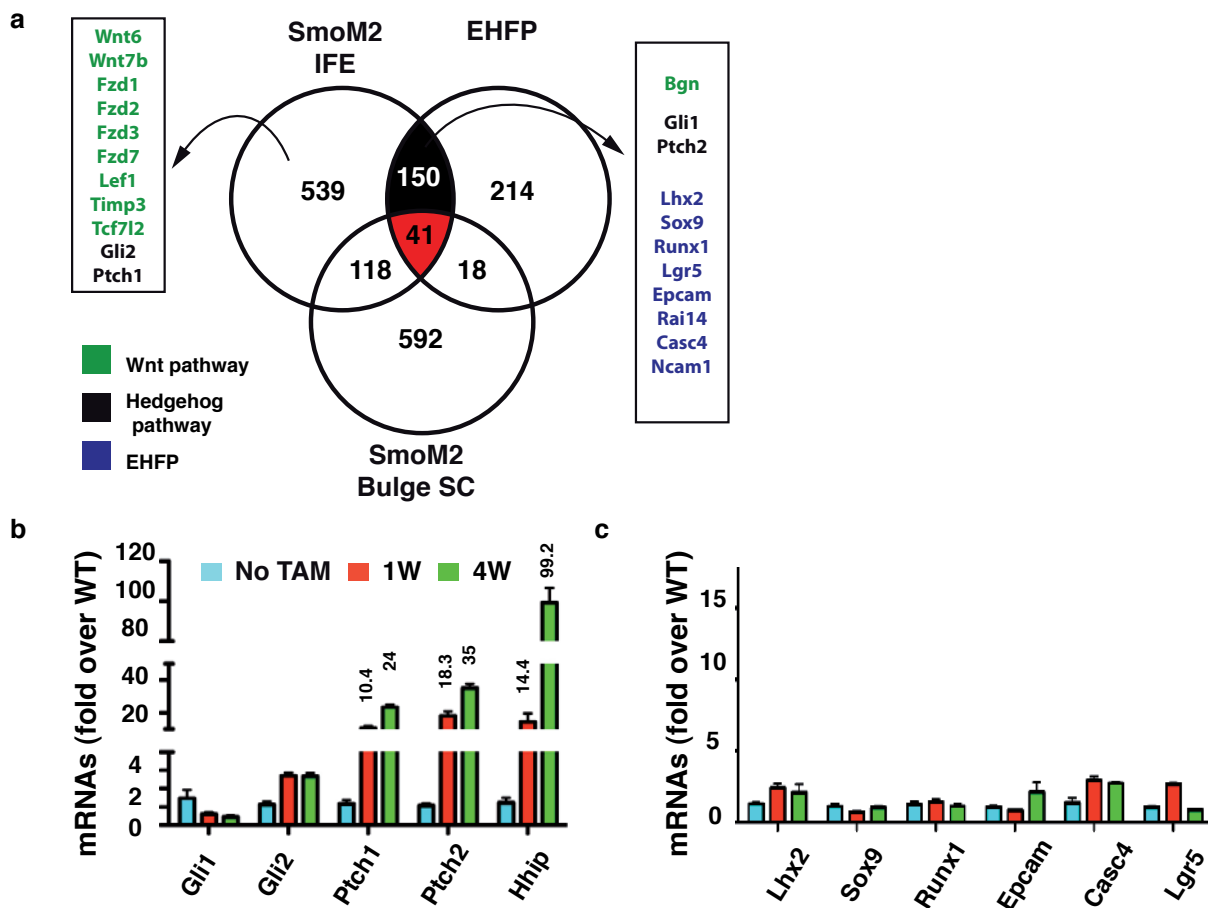 a
Wnt6
Wnt7b
Fzd1
Fzd2
Fzd3
Fzd7
Lef1
Timp3
Tcf7l2
Gli2
Ptch1
SmoM2
IFE
EHFP
539
150
214
41
118
18
592
SmoM2
Bulge SC
Bgn
Gli1
Ptch2
Lhx2
Sox9
Runx1
Lgr5
Epcam
Rai14
Casc4
Ncam1
Wnt pathway
Hedgehog
pathway
EHFP
b
mRNAs (fold over WT)
120
100
80
40
20
4
2
2
0
No TAM 1W 4W
10.4
24
18.3
35
14.4
99.2
Gli1
Gli2
Ptch1
Ptch2
Hhip
c
mRNAs (fold over WT)
15
10
5
0
Lhx2
Sox9
Runx1
Epcam
Casc4
Lgr5